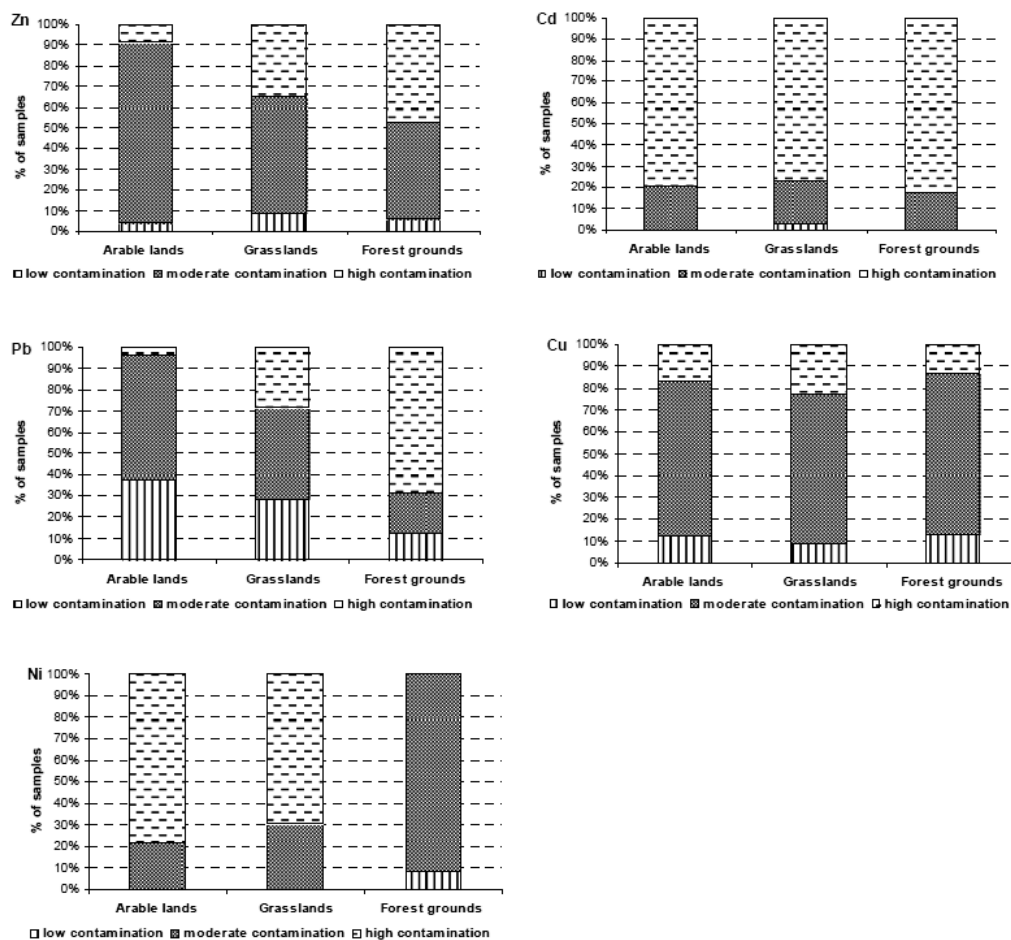 Zn
100%
90%
80%
70%
60%
50%
40%
30%
20%
10%
0%
% of samples
Arable lands Grasslands Forest grounds
low contamination moderate contamination high contamination
Cd
100%
90%
80%
70%
60%
50%
40%
30%
20%
10%
0%
% of samples
Arable lands Grasslands Forest grounds
low contamination moderate contamination high contamination
Pb
100%
90%
80%
70%
60%
50%
40%
30%
20%
10%
0%
% of samples
Arable lands Grasslands Forest grounds
low contamination moderate contamination high contamination
Cu
100%
90%
80%
70%
60%
50%
40%
30%
20%
10%
0%
% of samples
Arable lands Grasslands Forest grounds
low contamination moderate contamination high contamination
Ni
100%
90%
80%
70%
60%
50%
40%
30%
20%
10%
0%
% of samples
Arable lands Grasslands Forest grounds
low contamination moderate contamination high contamination